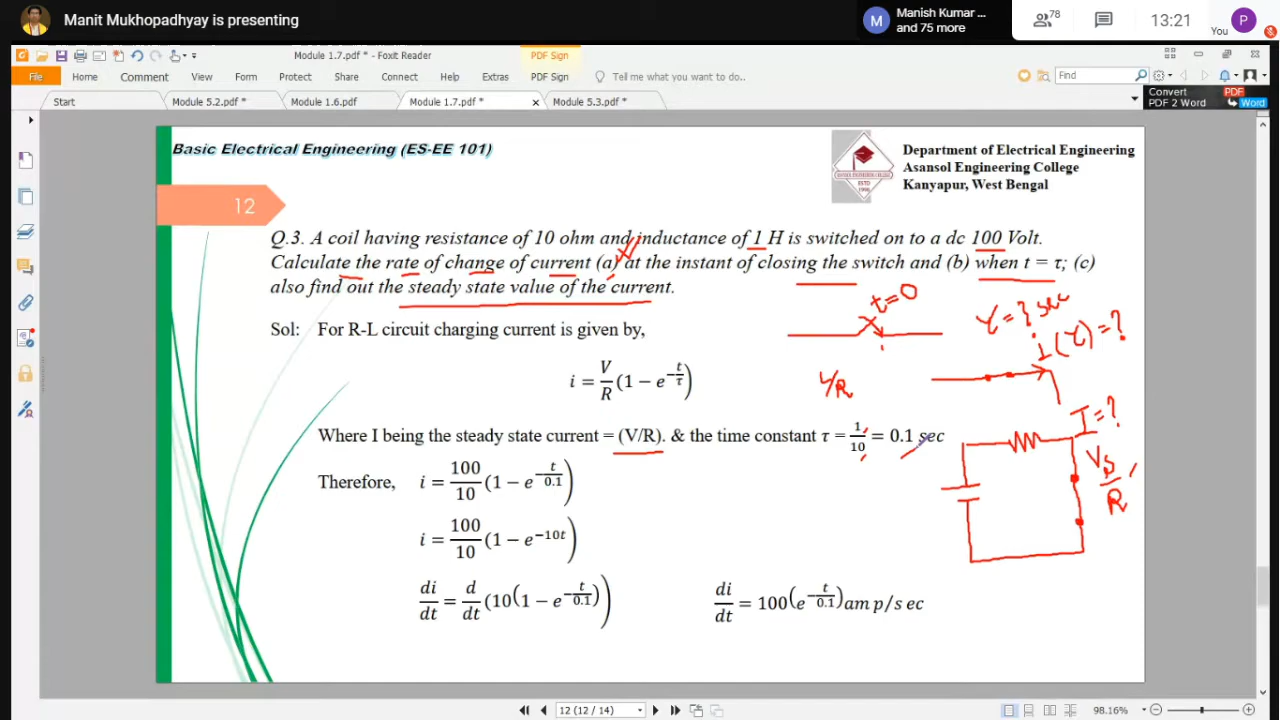 Manit Mukhopadhyay is presenting
M
Manish Kumar ...
and 75 more
78
13:21
You
P
Module 1.7.pdf * - Foxit Reader
PDF Sign
File
Home
Comment
View
Form
Protect
Share
Connect
Help
Extras
PDF Sign
Tell me what you want to do..
Find
Start
Module 5.2.pdf *
Module 1.6.pdf
Module 1.7.pdf *
Module 5.3.pdf *
Convert
PDF 2 Word
PDF
Word
Basic Electrical Engineering (ES-EE 101)
Department of Electrical Engineering
Asansol Engineering College
Kanyapur, West Bengal
12
Q.3. A coil having resistance of 10 ohm and inductance of 1 H is switched on to a dc 100 Volt.
Calculate the rate of change of current (a) at the instant of closing the switch and (b) when t = τ; (c)
also find out the steady state value of the current.
t=0
τ=? sec
i(τ)=?
Sol: For R-L circuit charging current is given by,
i = V/R (1 − e^(−t/τ))
L/R
I=?
Where I being the steady state current = (V/R). & the time constant τ = 1/10 = 0.1 sec
Therefore, i = 100/10 (1 − e^(−t/0.1))
i = 100/10 (1 − e^(−10t))
di/dt = d/dt (10(1 − e^(−t/0.1)))
di/dt = 100(e^(−t/0.1)) am p/s ec
12 (12 / 14)
98.16%